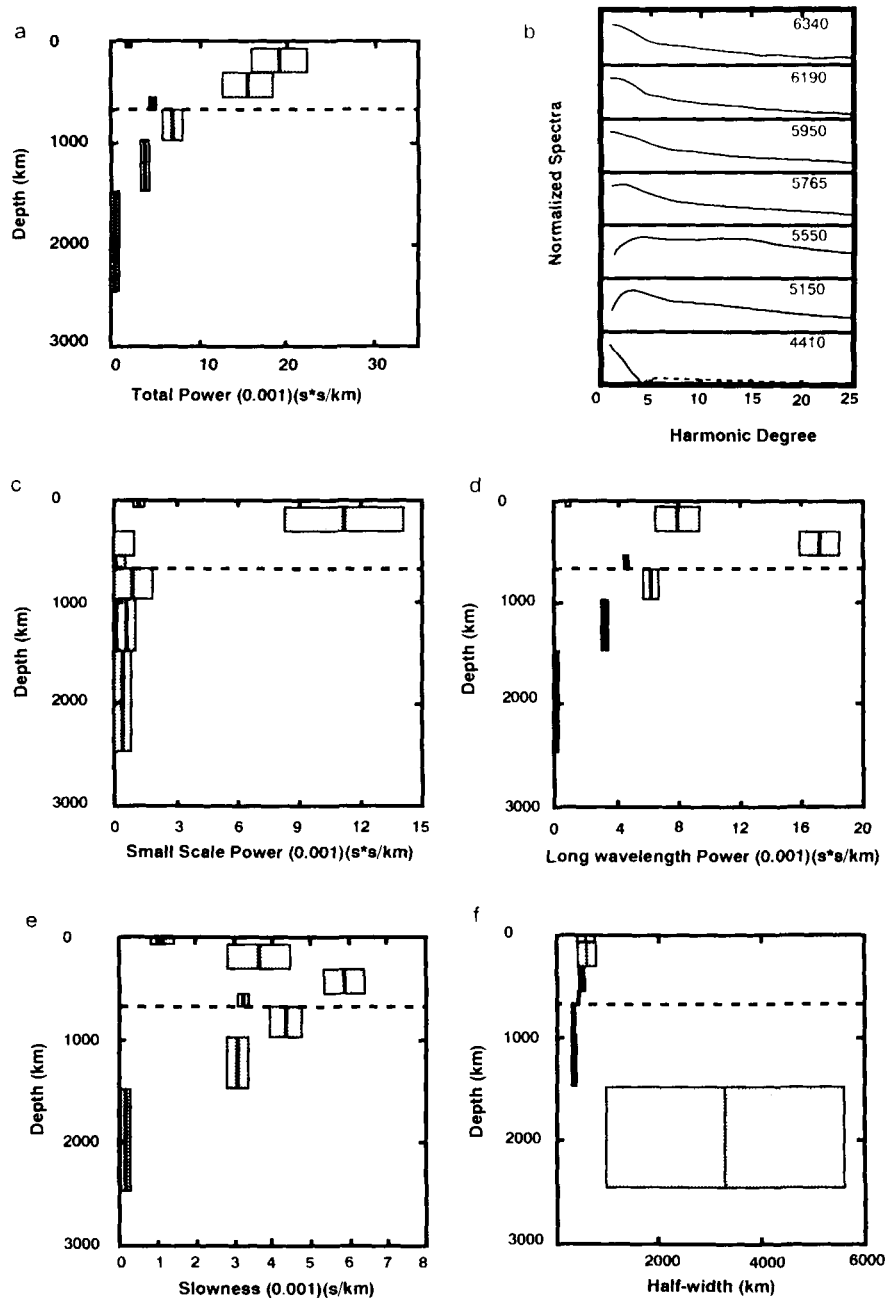 a
0
1000
2000
3000
Depth (km)
0 10 20 30
Total Power (0.001)(s*s/km)
b
Normalized Spectra
6340
6190
5950
5765
5550
5150
4410
0 5 10 15 20 25
Harmonic Degree
c
0
1000
2000
3000
Depth (km)
0 3 6 9 12 15
Small Scale Power (0.001)(s*s/km)
d
0
1000
2000
3000
Depth (km)
0 4 8 12 16 20
Long wavelength Power (0.001)(s*s/km)
e
0
1000
2000
3000
Depth (km)
0 1 2 3 4 5 6 7 8
Slowness (0.001)(s/km)
f
0
1000
2000
3000
Depth (km)
2000 4000 6000
Half-width (km)